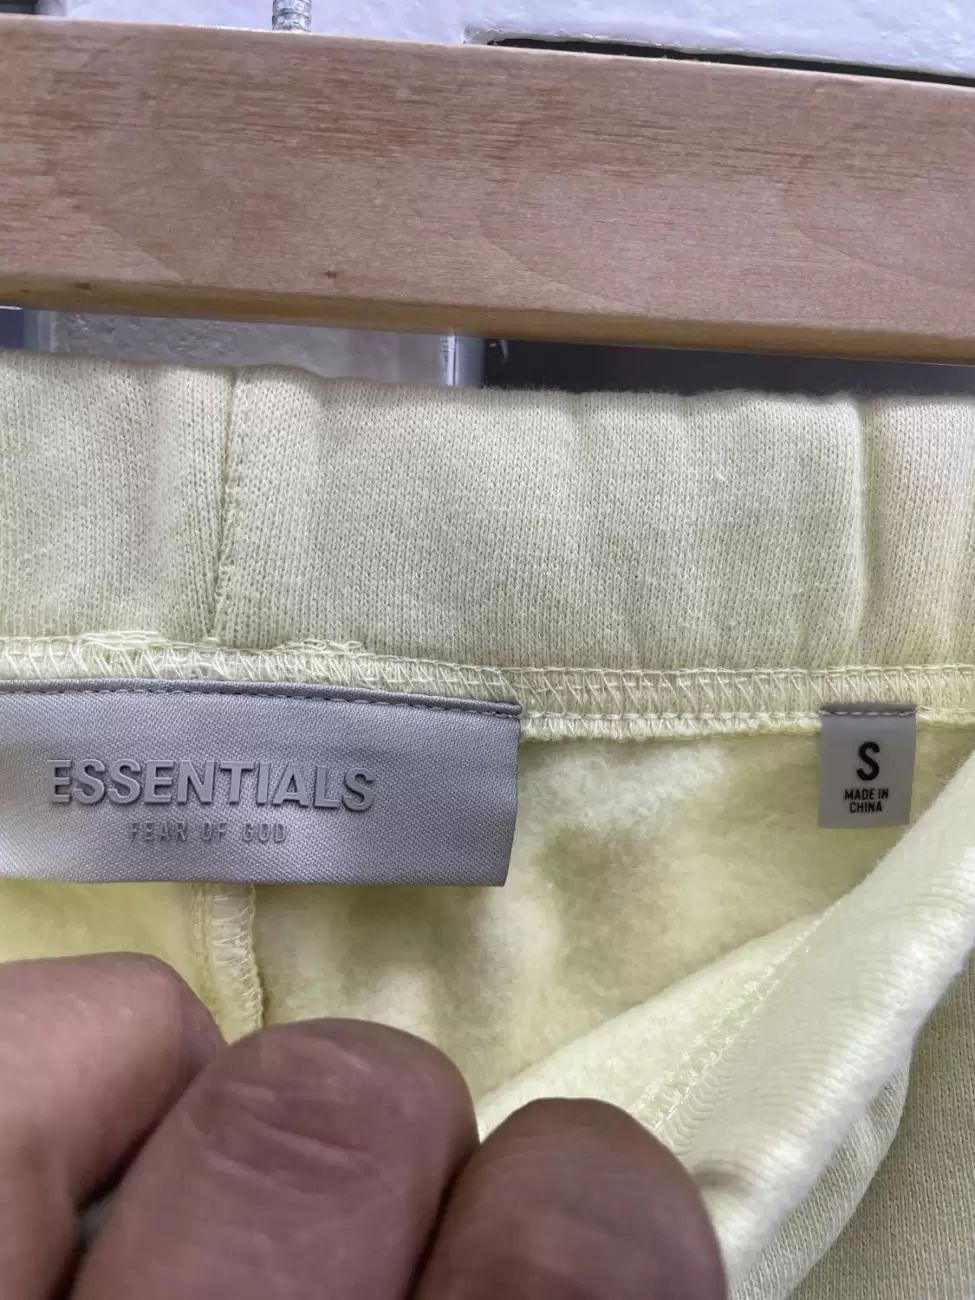 ESSENTIALS
FEAR OF GOD
S
MADE IN
CHINA